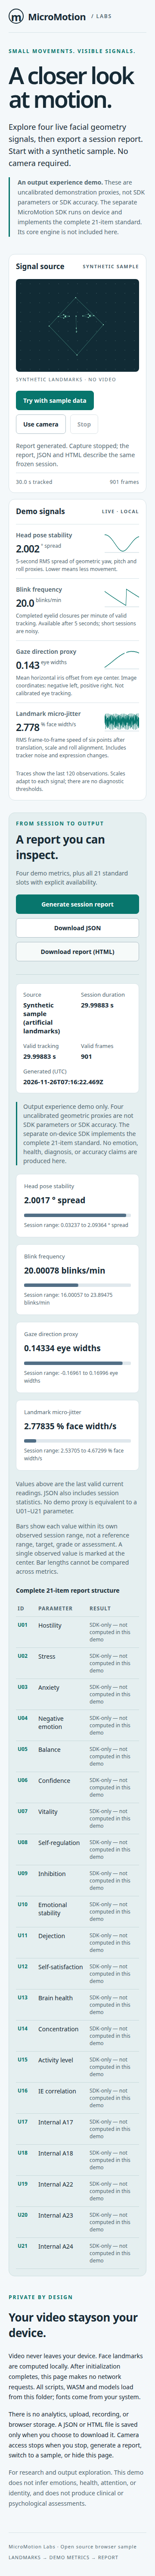 m MicroMotion / LABS
SMALL MOVEMENTS. VISIBLE SIGNALS.
A closer look
at motion.
Explore four live facial geometry
signals, then export a session report.
Start with a synthetic sample. No
camera required.
An output experience demo. These are
uncalibrated demonstration proxies, not SDK
parameters or SDK accuracy. The separate
MicroMotion SDK runs on device and
implements the complete 21-item standard.
Its core engine is not included here.
Signal source SYNTHETIC SAMPLE
SYNTHETIC LANDMARKS · NO VIDEO
Try with sample data
Use camera Stop
Report generated. Capture stopped; the
report, JSON and HTML describe the same
frozen session.
30.0 s tracked 901 frames
Demo signals LIVE · LOCAL
Head pose stability
2.002 ° spread
5-second RMS spread of geometric yaw, pitch and
roll proxies. Lower means less movement.
Blink frequency
20.0 blinks/min
Completed eyelid closures per minute of valid
tracking. Available after 5 seconds; short sessions
are noisy.
Gaze direction proxy
0.143 eye widths
Mean horizontal iris offset from eye center. Image
coordinates: negative left, positive right. Not
calibrated eye tracking.
Landmark micro-jitter
2.778 % face width/s
RMS frame-to-frame speed of six points after
translation, scale and roll alignment. Includes
tracker noise and expression changes.
Traces show the last 120 observations. Scales
adapt to each signal; there are no diagnostic
thresholds.
FROM SESSION TO OUTPUT
A report you can
inspect.
Four demo metrics, plus all 21 standard
slots with explicit availability.
Generate session report
Download JSON
Download report (HTML)
Source Session duration
Synthetic
sample
(artificial
landmarks) 29.99883 s
Valid tracking Valid frames
29.99883 s 901
Generated (UTC)
2026-11-26T07:16:22.469Z
Output experience demo only. Four
uncalibrated geometric proxies are not
SDK parameters or SDK accuracy. The
separate on-device SDK implements the
complete 21-item standard. No emotion,
health, diagnosis, or accuracy claims are
produced here.
Head pose stability
2.0017 ° spread
Session range: 0.03237 to 2.09364 ° spread
Blink frequency
20.00078 blinks/min
Session range: 16.00057 to 23.89475
blinks/min
Gaze direction proxy
0.14334 eye widths
Session range: -0.16961 to 0.16996 eye
widths
Landmark micro-jitter
2.77835 % face width/s
Session range: 2.53705 to 4.67299 % face
width/s
Values above are the last valid current
readings. JSON also includes session
statistics. No demo proxy is equivalent to a
U01–U21 parameter.
Bars show each value within its own
observed session range, not a reference
range, target, grade or assessment. A
single observed value is marked at the
center. Bar lengths cannot be compared
across metrics.
Complete 21-item report structure
ID PARAMETER RESULT
U01 Hostility SDK-only — not
computed in this
demo
U02 Stress SDK-only — not
computed in this
demo
U03 Anxiety SDK-only — not
computed in this
demo
U04 Negative
emotion SDK-only — not
computed in this
demo
U05 Balance SDK-only — not
computed in this
demo
U06 Confidence SDK-only — not
computed in this
demo
U07 Vitality SDK-only — not
computed in this
demo
U08 Self-regulation SDK-only — not
computed in this
demo
U09 Inhibition SDK-only — not
computed in this
demo
U10 Emotional
stability SDK-only — not
computed in this
demo
U11 Dejection SDK-only — not
computed in this
demo
U12 Self-satisfaction SDK-only — not
computed in this
demo
U13 Brain health SDK-only — not
computed in this
demo
U14 Concentration SDK-only — not
computed in this
demo
U15 Activity level SDK-only — not
computed in this
demo
U16 IE correlation SDK-only — not
computed in this
demo
U17 Internal A17 SDK-only — not
computed in this
demo
U18 Internal A18 SDK-only — not
computed in this
demo
U19 Internal A22 SDK-only — not
computed in this
demo
U20 Internal A23 SDK-only — not
computed in this
demo
U21 Internal A24 SDK-only — not
computed in this
demo
PRIVATE BY DESIGN
Your video stayson your
device.
Video never leaves your device. Face landmarks
are computed locally. After initialization
completes, this page makes no network
requests. All scripts, WASM and models load
from this folder; fonts come from your system.
There is no analytics, upload, recording, or
browser storage. A JSON or HTML file is saved
only when you choose to download it. Camera
access stops when you stop, generate a report,
switch to a sample, or hide this page.
For research and output exploration. This demo
does not infer emotions, health, attention, or
identity, and does not produce clinical or
psychological assessments.
MicroMotion Labs · Open source browser sample
LANDMARKS → DEMO METRICS → REPORT